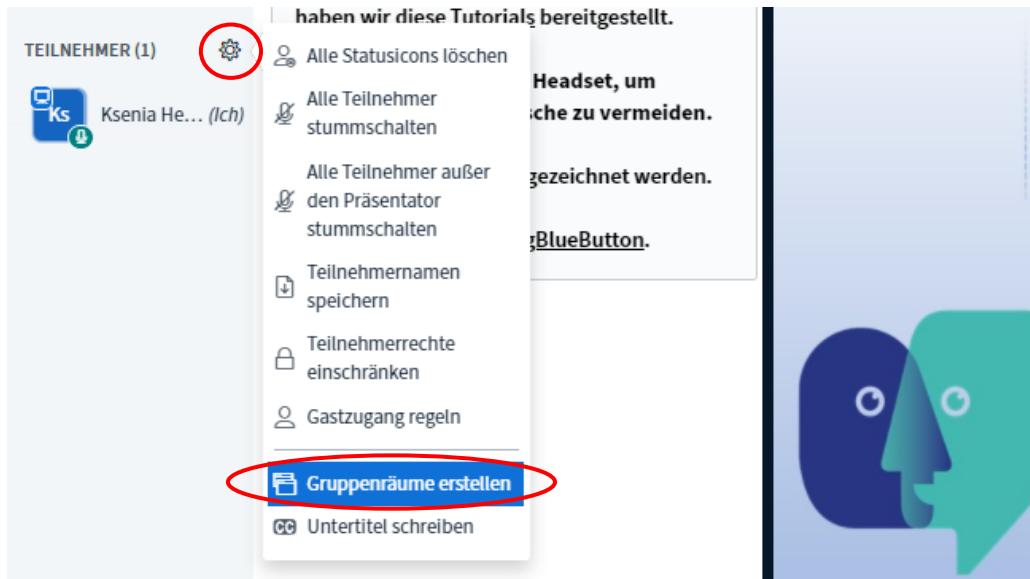 haben wir diese Tutorials bereitgestellt.
TEILNEHMER (1)
Ks
Ksenia He... (Ich)
Alle Statusicons löschen
Alle Teilnehmer
stummschalten
Alle Teilnehmer außer
den Präsentator
stummschalten
Teilnehmernamen
speichern
Teilnehmerrechte
einschränken
Gastzugang regeln
Gruppenräume erstellen
CC Untertitel schreiben
Headset, um
sche zu vermeiden.
gezeichnet werden.
gBlueButton.